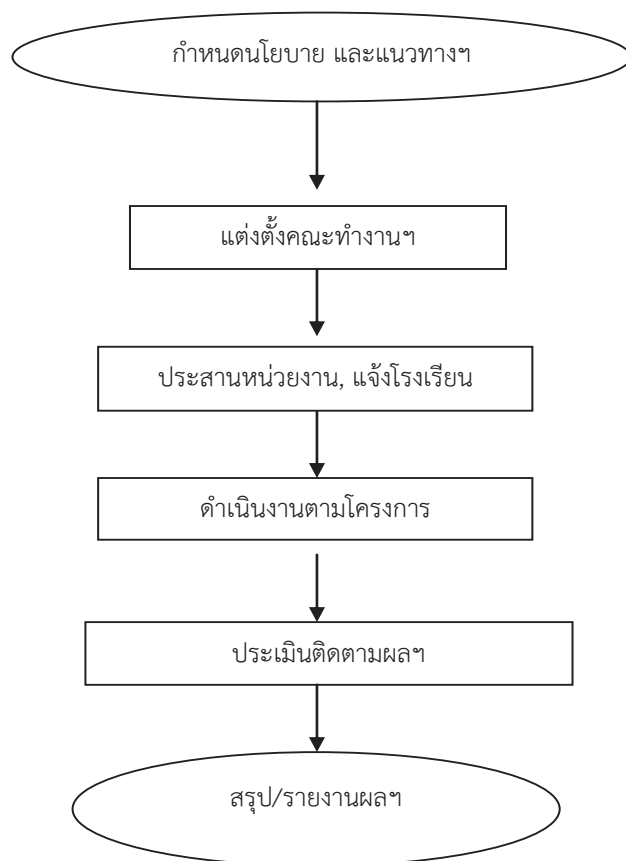 กำหนดนโยบาย และแนวทางฯ
แต่งตั้งคณะทำงานฯ
ประสานหน่วยงาน, แจ้งโรงเรียน
ดำเนินงานตามโครงการ
ประเมินติดตามผลฯ
สรุป/รายงานผลฯ